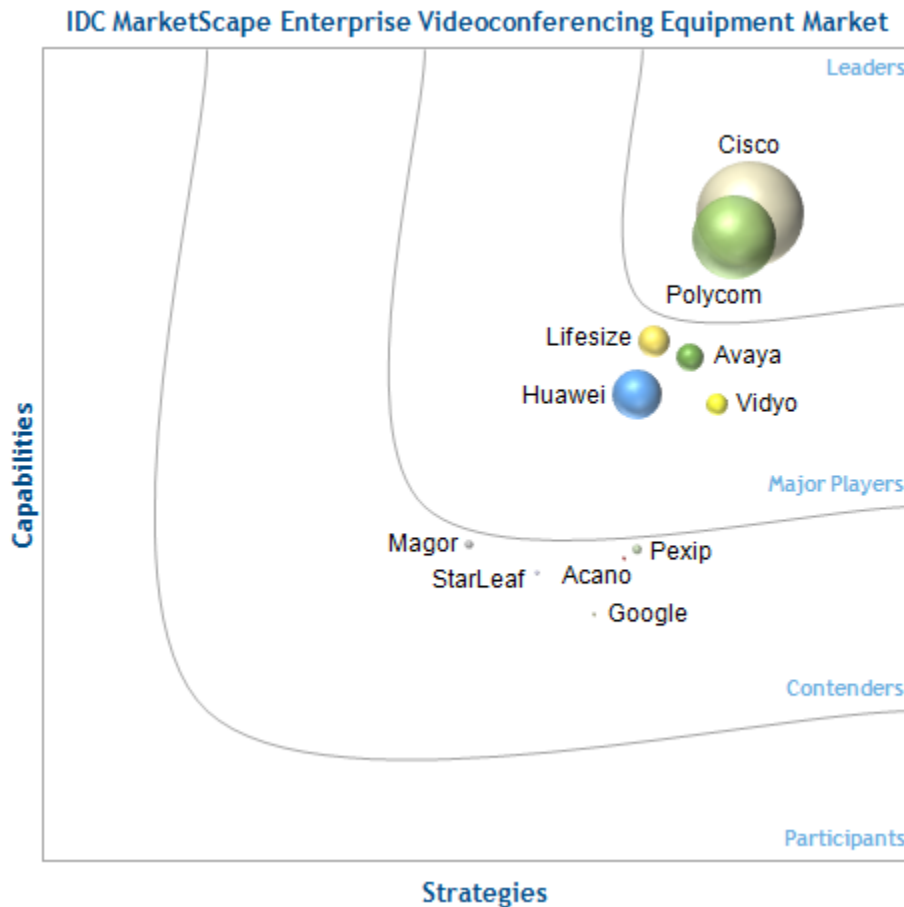 IDC MarketScape Enterprise Videoconferencing Equipment Market
Leaders
Cisco
Polycom
Lifesize
Avaya
Huawei
Vidyo
Capabilities
Major Players
Magor
Pexip
StarLeaf
Acano
Google
Contenders
Participants
Strategies